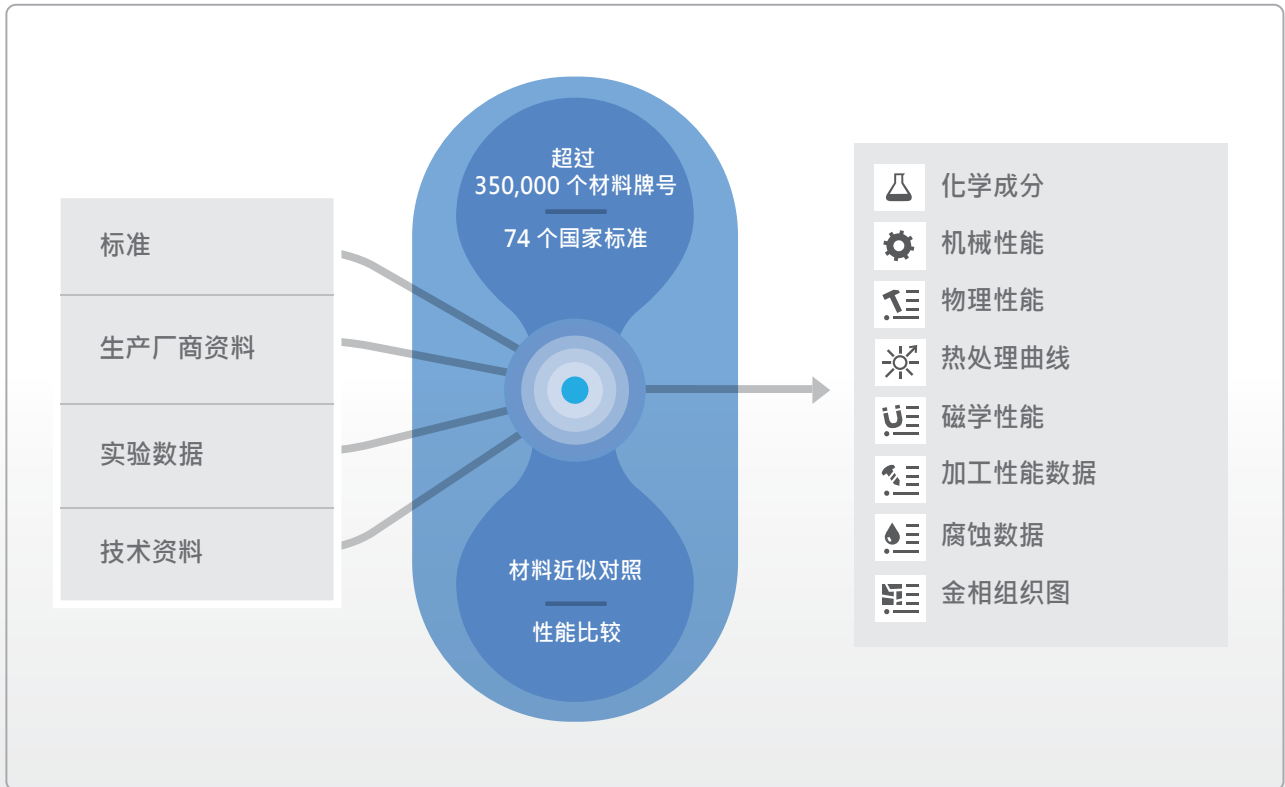 标准
生产厂商资料
实验数据
技术资料
超过
350,000 个材料牌号
74 个国家标准
材料近似对照
性能比较
化学成分
机械性能
物理性能
热处理曲线
磁学性能
加工性能数据
腐蚀数据
金相组织图